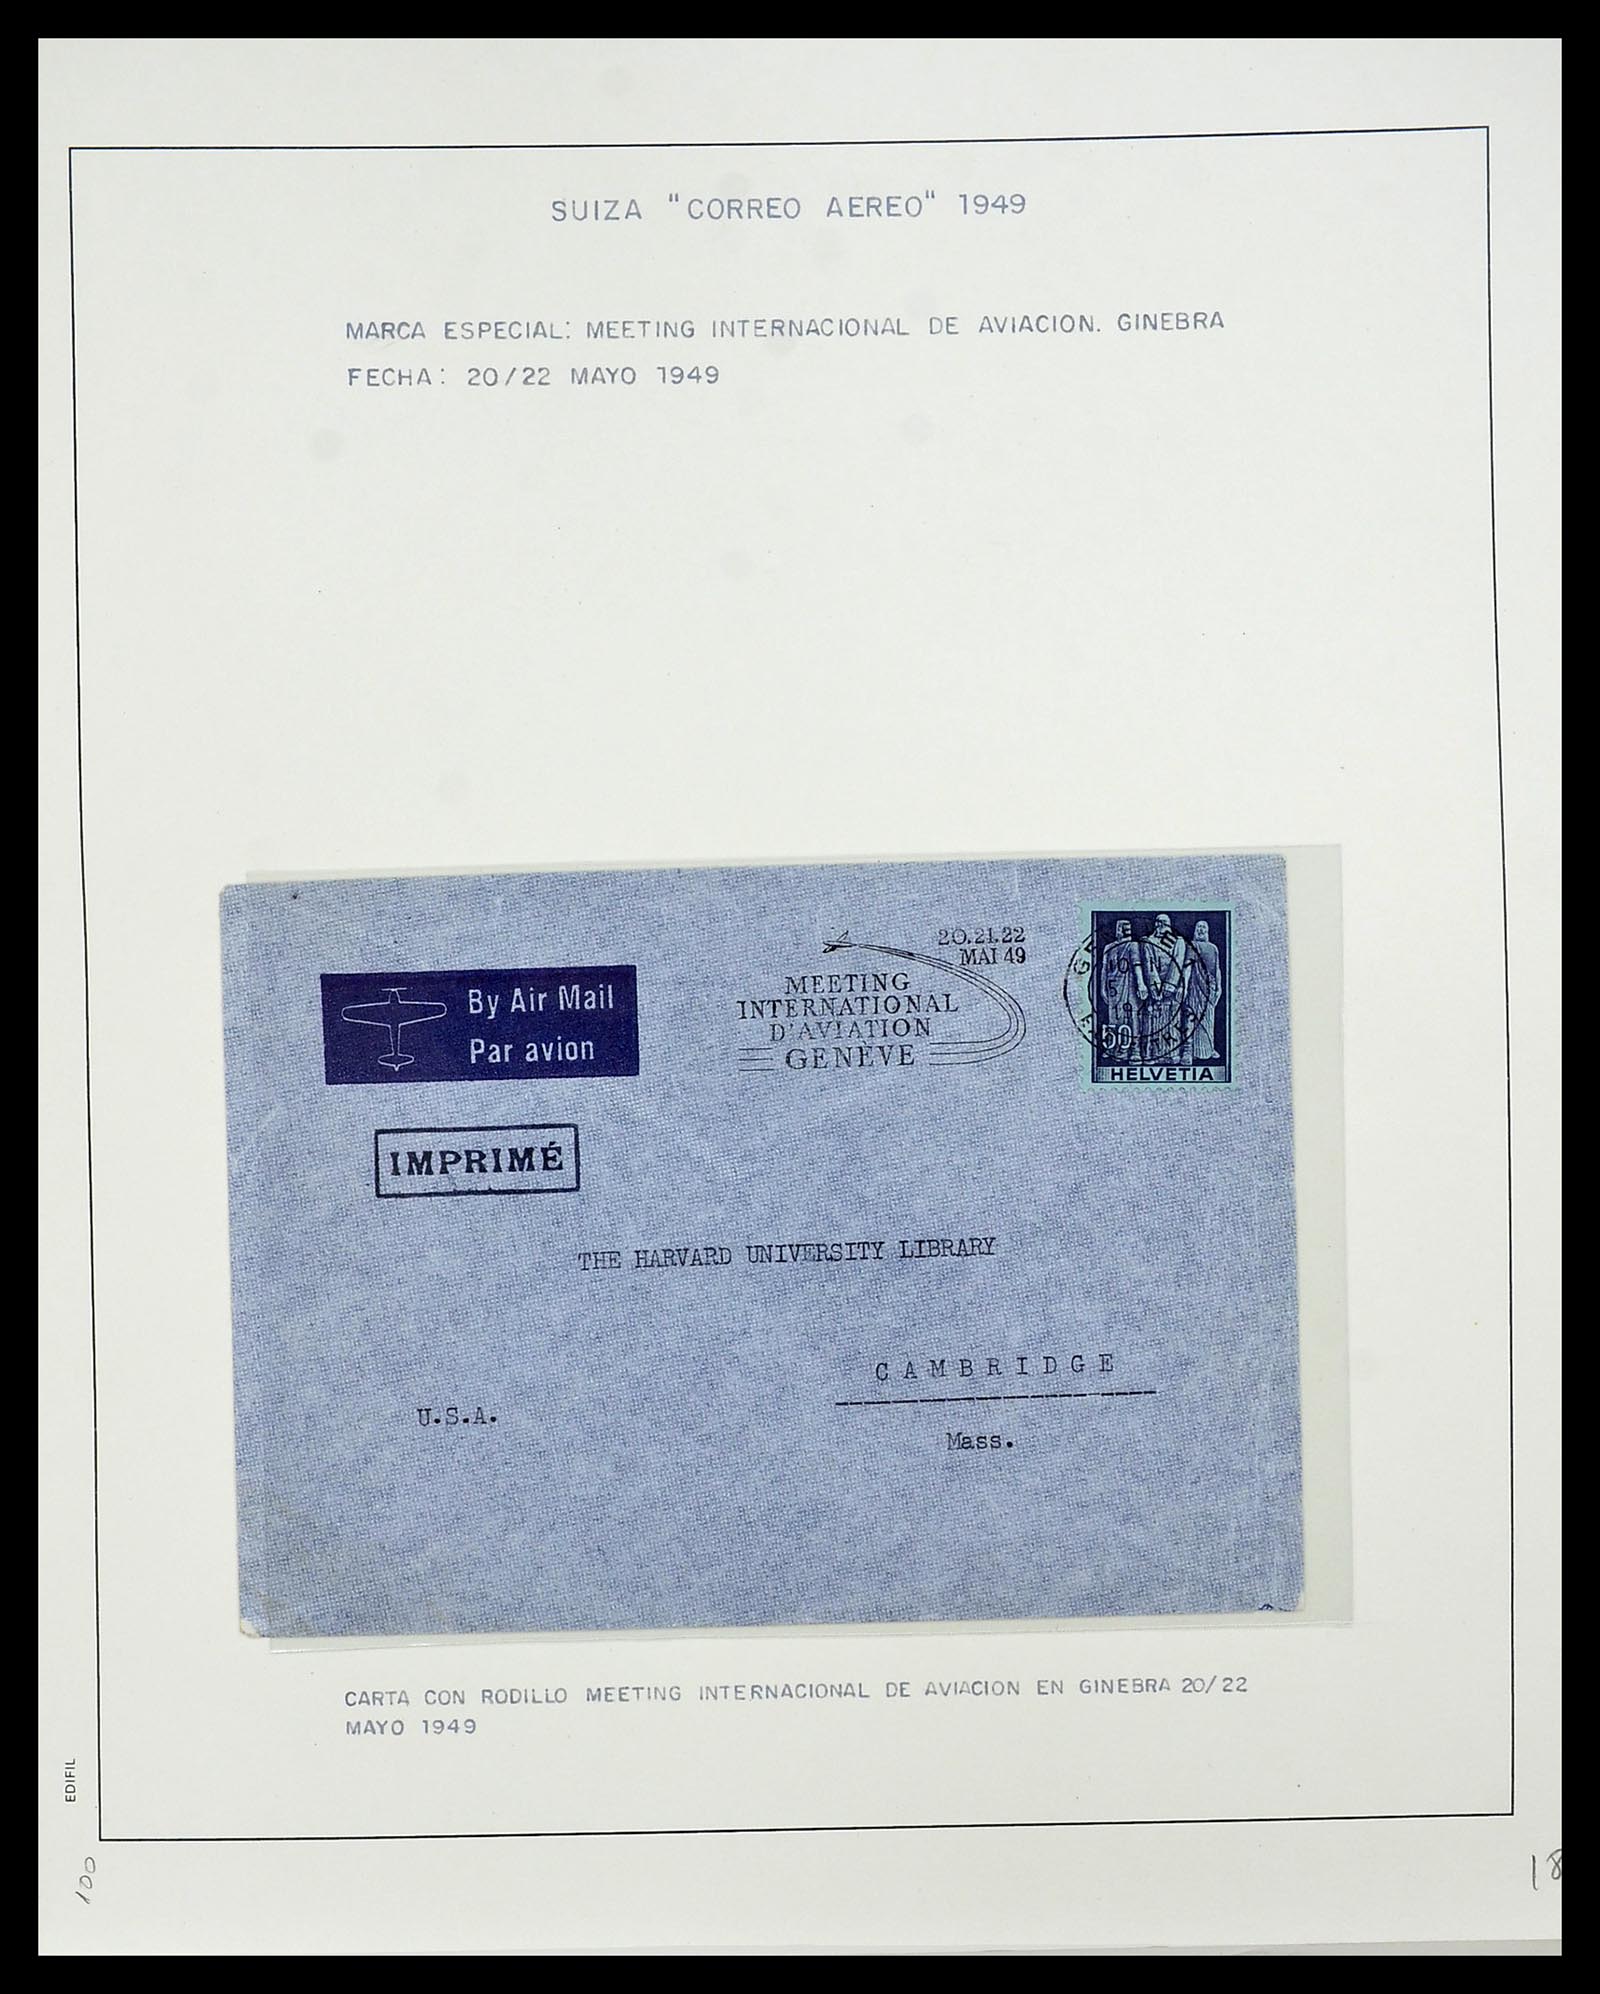 SUIZA "CORREO AEREO" 1949
MARCA ESPECIAL: MEETING INTERNACIONAL DE AVIACION. GINEBRA
FECHA: 20/22 MAYO 1949
20.21.22
MAI 49
MEETING
INTERNATIONAL
D'AVIATION
GENÈVE
50
HELVETIA
By Air Mail
Par avion
IMPRIMÉ
THE HARVARD UNIVERSITY LIBRARY
CAMBRIDGE
U.S.A.
Mass.
CARTA CON RODILLO MEETING INTERNACIONAL DE AVIACION EN GINEBRA 20/22
MAYO 1949
EDIFIL
100
18